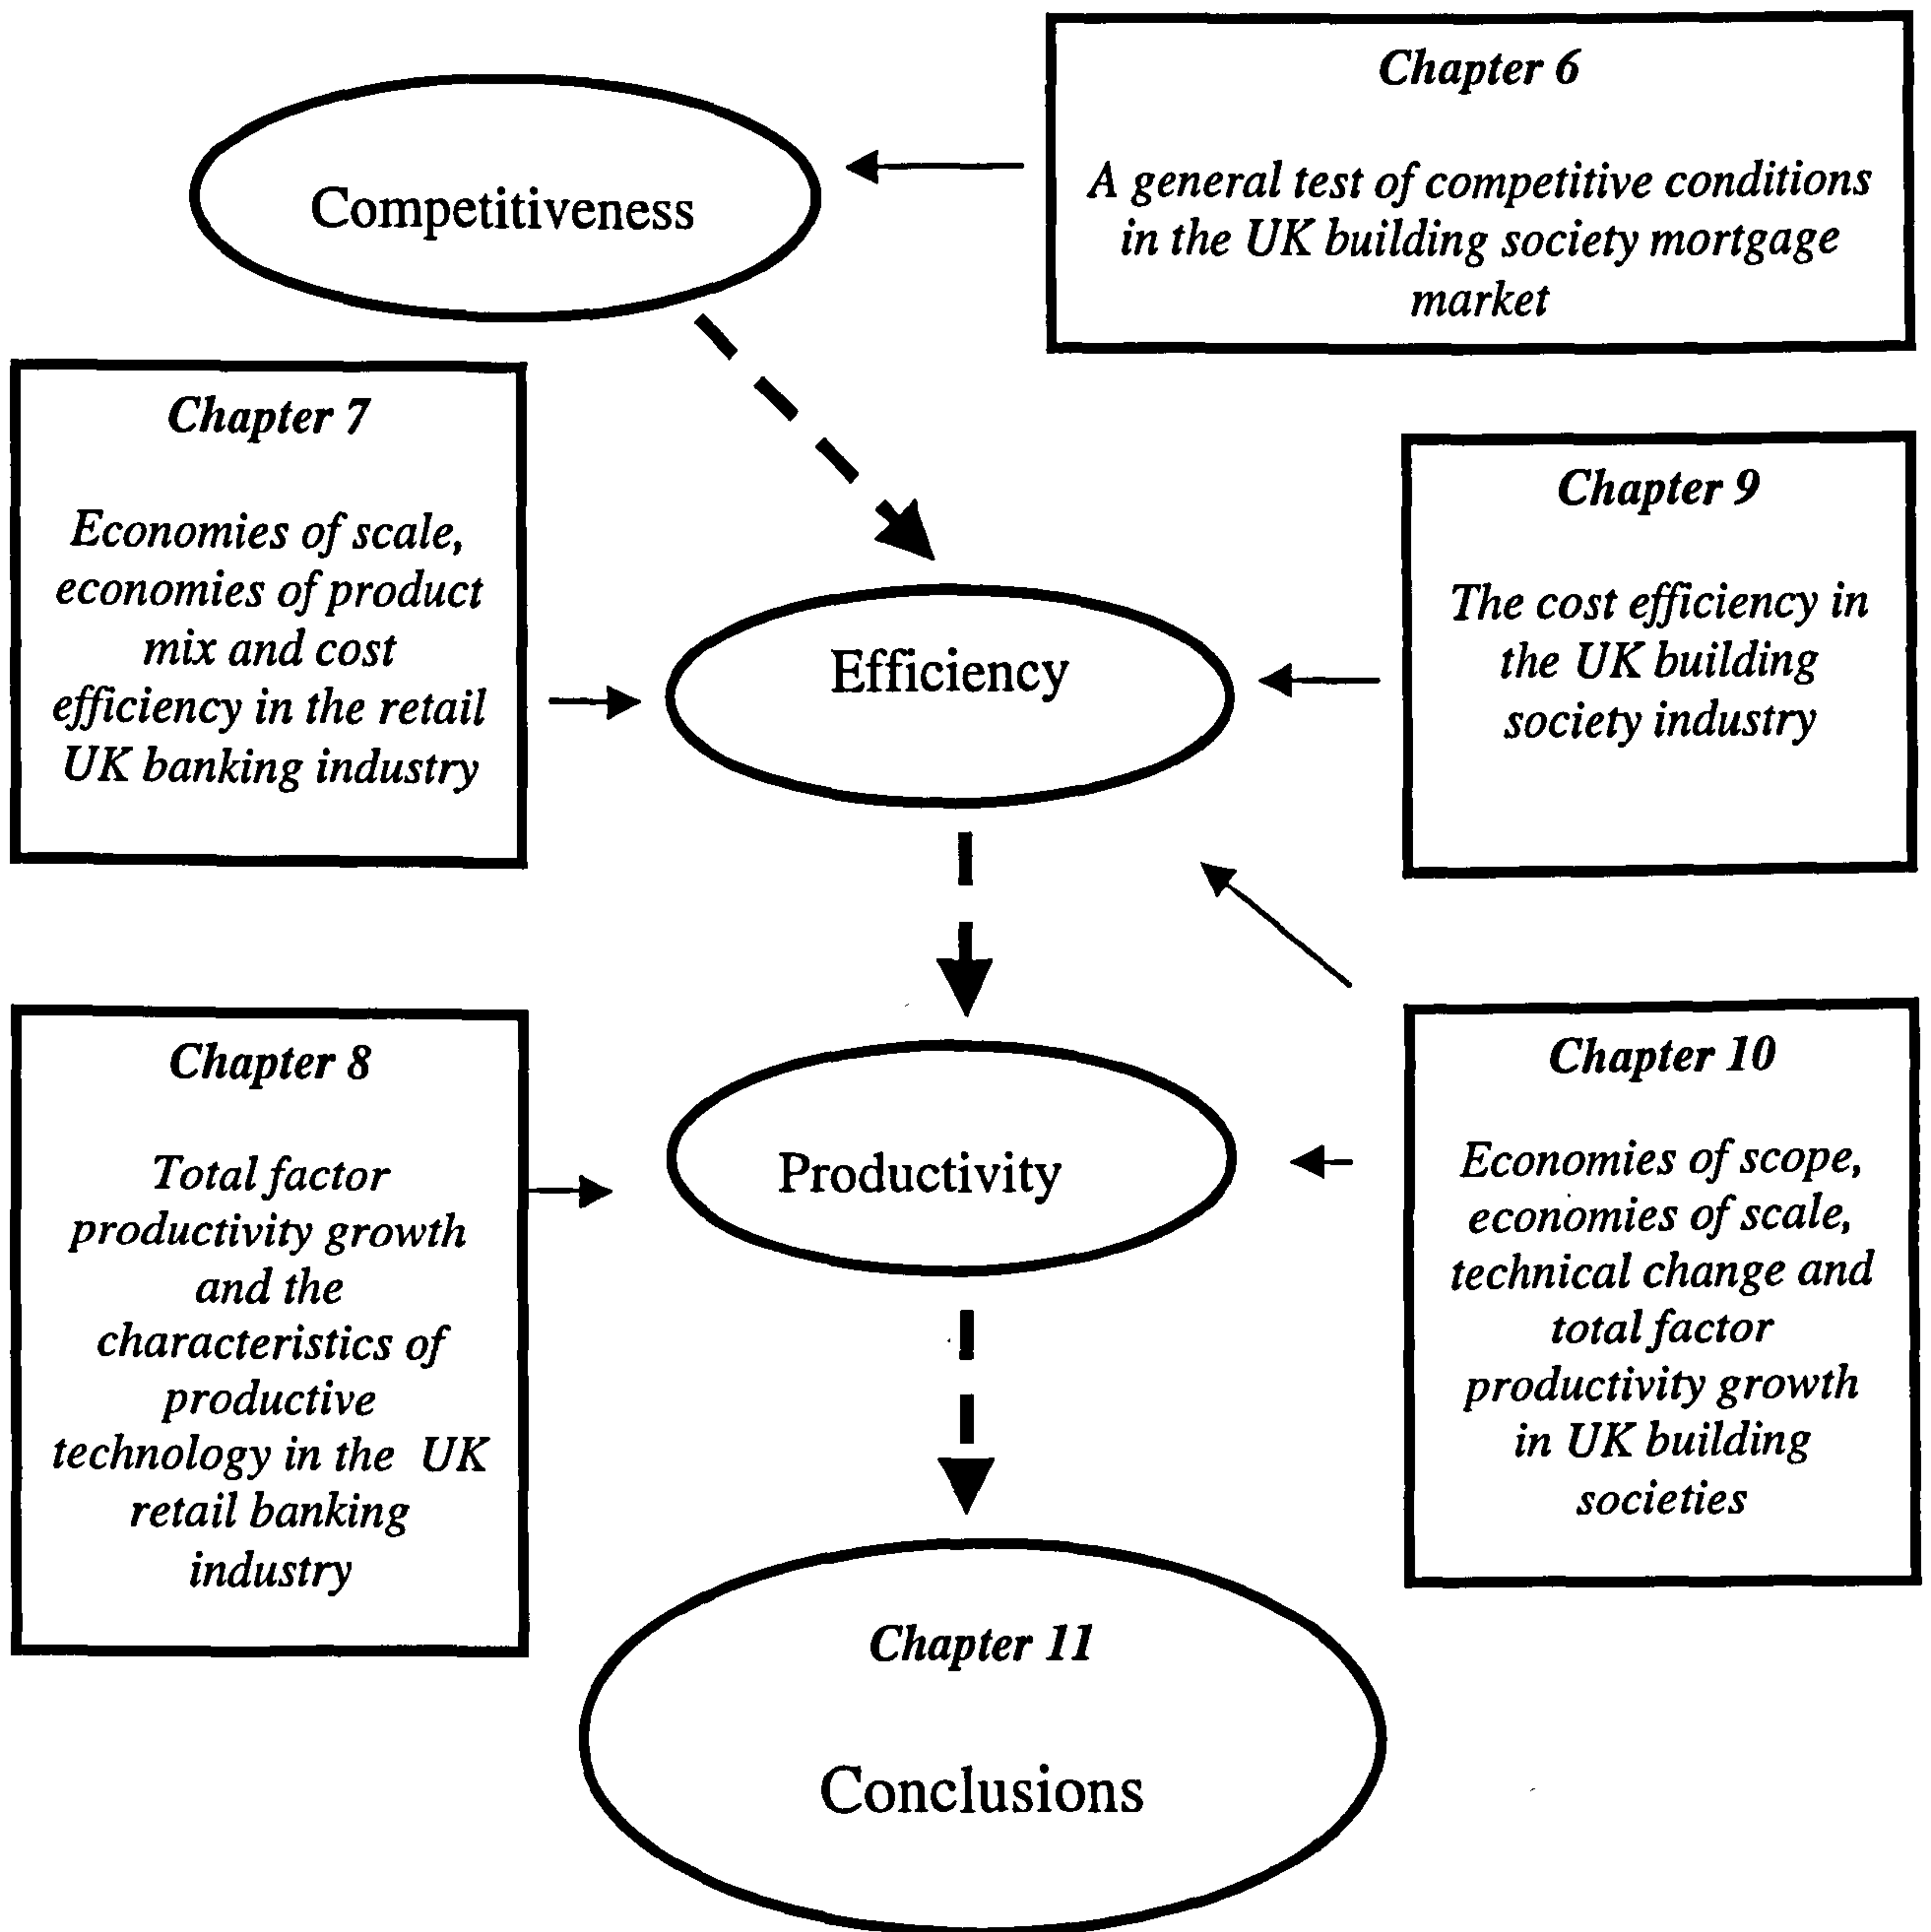 Chapter 6
A general test of competitive conditions
in the UK building society mortgage
market
Competitiveness
Chapter 7
Economies of scale,
economies of product
mix and cost
efficiency in the retail
UK banking industry
Chapter 9
The cost efficiency in
the UK building
society industry
Efficiency
Chapter 8
Total factor
productivity growth
and the
characteristics of
productive
technology in the UK
retail banking
industry
Productivity
Chapter 10
Economies of scope,
economies of scale,
technical change and
total factor
productivity growth
in UK building
societies
Chapter 11
Conclusions